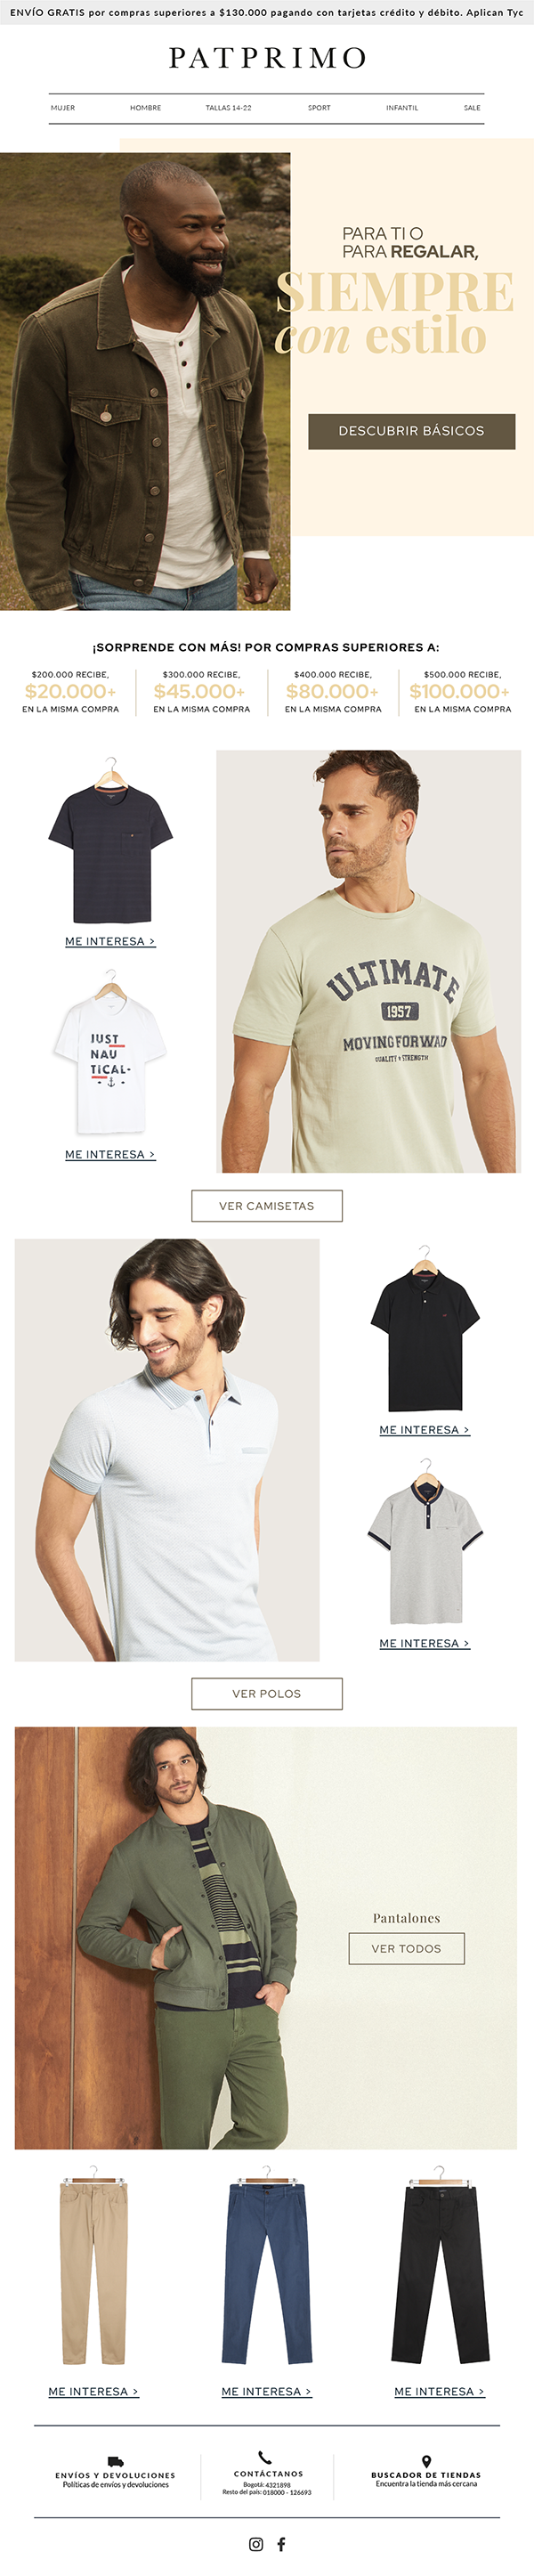 ENVÍO GRATIS por compras superiores a $130.000 pagando con tarjetas crédito y débito. Aplican Tyc
PATPRIMO
MUJER HOMBRE TALLAS 14-22 SPORT INFANTIL SALE
PARA TI O
PARA REGALAR,
SIEMPRE
con estilo
DESCUBRIR BÁSICOS
¡SORPRENDE CON MÁS! POR COMPRAS SUPERIORES A:
$200.000 RECIBE, $300.000 RECIBE, $400.000 RECIBE, $500.000 RECIBE,
$20.000+ $45.000+ $80.000+ $100.000+
EN LA MISMA COMPRA EN LA MISMA COMPRA EN LA MISMA COMPRA EN LA MISMA COMPRA
ME INTERESA >
JUST
NAU
TICAL-
ME INTERESA >
ULTIMATE
1957
MOVING FORWAD
QUALITY & STRENGTH
VER CAMISETAS
ME INTERESA >
ME INTERESA >
VER POLOS
Pantalones
VER TODOS
ME INTERESA > ME INTERESA > ME INTERESA >
ENVÍOS Y DEVOLUCIONES
Políticas de envíos y devoluciones
CONTÁCTANOS
Bogotá: 4321898
Resto del país: 018000 - 126693
BUSCADOR DE TIENDAS
Encuentra la tienda más cercana